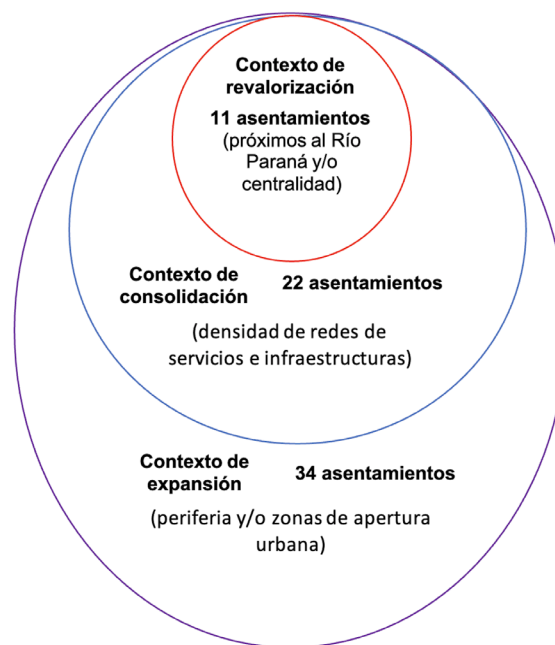 Contexto de
revalorización
11 asentamientos
(próximos al Río
Paraná y/o
centralidad)
Contexto de
consolidación
22 asentamientos
(densidad de redes de
servicios e infraestructuras)
Contexto de
expansión
34 asentamientos
(periferia y/o zonas de apertura
urbana)